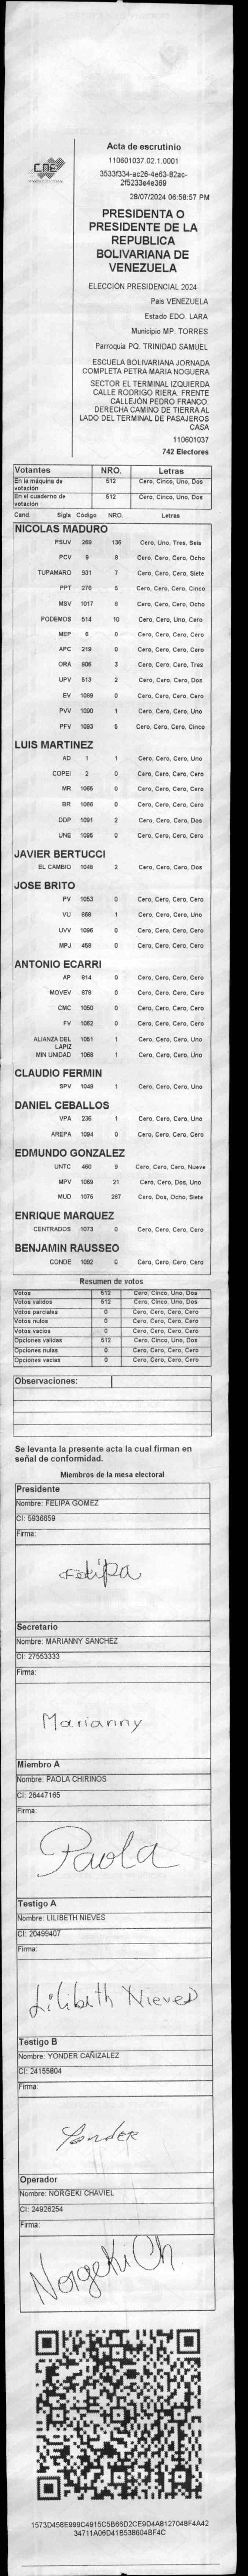 CNE
Acta de escrutinio
110601037.02.1.0001
3533f334-ac26-4e63-82ac-
2f5233e4e369
28/07/2024 06:58:57 PM
PRESIDENTA O
PRESIDENTE DE LA
REPUBLICA
BOLIVARIANA DE
VENEZUELA
ELECCIÓN PRESIDENCIAL 2024
Pais VENEZUELA
Estado EDO. LARA
Municipio MP. TORRES
Parroquia PQ. TRINIDAD SAMUEL
ESCUELA BOLIVARIANA JORNADA
COMPLETA PETRA MARIA NOGUERA
SECTOR EL TERMINAL IZQUIERDA
CALLE RODRIGO RIERA. FRENTE
CALLEJÓN PEDRO FRANCO.
DERECHA CAMINO DE TIERRA AL
LADO DEL TERMINAL DE PASAJEROS
CASA
110601037
742 Electores
Votantes NRO. Letras
En la máquina de votación 512 Cero, Cinco, Uno, Dos
En el cuaderno de votación 512 Cero, Cinco, Uno, Dos
Cand. Sigla Código NRO. Letras
NICOLAS MADURO
PSUV 269 136 Cero, Uno, Tres, Seis
PCV 9 8 Cero, Cero, Cero, Ocho
TUPAMARO 931 7 Cero, Cero, Cero, Siete
PPT 276 5 Cero, Cero, Cero, Cinco
MSV 1017 8 Cero, Cero, Cero, Ocho
PODEMOS 514 10 Cero, Cero, Uno, Cero
MEP 6 0 Cero, Cero, Cero, Cero
APC 219 0 Cero, Cero, Cero, Cero
ORA 906 3 Cero, Cero, Cero, Tres
UPV 513 2 Cero, Cero, Cero, Dos
EV 1089 0 Cero, Cero, Cero, Cero
PVV 1090 1 Cero, Cero, Cero, Uno
PFV 1093 5 Cero, Cero, Cero, Cinco
LUIS MARTINEZ
AD 1 1 Cero, Cero, Cero, Uno
COPEI 2 0 Cero, Cero, Cero, Cero
MR 1065 0 Cero, Cero, Cero, Cero
BR 1066 0 Cero, Cero, Cero, Cero
DDP 1091 2 Cero, Cero, Cero, Dos
UNE 1095 0 Cero, Cero, Cero, Cero
JAVIER BERTUCCI
EL CAMBIO 1048 2 Cero, Cero, Cero, Dos
JOSE BRITO
PV 1053 0 Cero, Cero, Cero, Cero
VU 968 1 Cero, Cero, Cero, Uno
UVV 1096 0 Cero, Cero, Cero, Cero
MPJ 458 0 Cero, Cero, Cero, Cero
ANTONIO ECARRI
AP 814 0 Cero, Cero, Cero, Cero
MOVEV 978 0 Cero, Cero, Cero, Cero
CMC 1050 0 Cero, Cero, Cero, Cero
FV 1062 0 Cero, Cero, Cero, Cero
ALIANZA DEL LAPIZ 1051 1 Cero, Cero, Cero, Uno
MIN UNIDAD 1068 1 Cero, Cero, Cero, Uno
CLAUDIO FERMIN
SPV 1049 1 Cero, Cero, Cero, Uno
DANIEL CEBALLOS
VPA 236 1 Cero, Cero, Cero, Uno
AREPA 1094 0 Cero, Cero, Cero, Cero
EDMUNDO GONZALEZ
UNTC 460 9 Cero, Cero, Cero, Nueve
MPV 1069 21 Cero, Cero, Dos, Uno
MUD 1075 287 Cero, Dos, Ocho, Siete
ENRIQUE MARQUEZ
CENTRADOS 1073 0 Cero, Cero, Cero, Cero
BENJAMIN RAUSSEO
CONDE 1092 0 Cero, Cero, Cero, Cero
Resumen de votos
Votos 512 Cero, Cinco, Uno, Dos
Votos validos 512 Cero, Cinco, Uno, Dos
Votos parciales 0 Cero, Cero, Cero, Cero
Votos nulos 0 Cero, Cero, Cero, Cero
Votos vacios 0 Cero, Cero, Cero, Cero
Opciones validas 512 Cero, Cinco, Uno, Dos
Opciones nulas 0 Cero, Cero, Cero, Cero
Opciones vacias 0 Cero, Cero, Cero, Cero
Observaciones:
Se levanta la presente acta la cual firman en
señal de conformidad.
Miembros de la mesa electoral
Presidente
Nombre: FELIPA GOMEZ
CI: 5936659
Firma:
Felipa
Secretario
Nombre: MARIANNY SANCHEZ
CI: 27553333
Firma:
Marianny
Miembro A
Nombre: PAOLA CHIRINOS
CI: 26447165
Firma:
Paola
Testigo A
Nombre: LILIBETH NIEVES
CI: 20499407
Firma:
Lilibeth Nieves
Testigo B
Nombre: YONDER CAÑIZALEZ
CI: 24155804
Firma:
Yonder
Operador
Nombre: NORGEKI CHAVIEL
CI: 24926254
Firma:
Norgeki Ch
1573D458E999C4915C5B66D2CE9D4A8127048F4A42
34711A06D41B538604BF4C